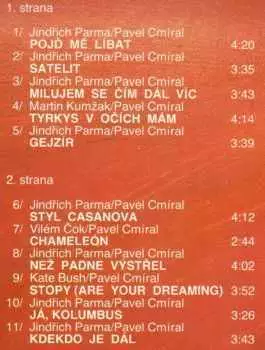 1. strana
1/ Jindřich Parma/Pavel Cmíral
POJĎ MĚ LÍBAT 4:20
2/ Jindřich Parma/Pavel Cmíral
SATELIT 3:35
3/ Jindřich Parma/Pavel Cmíral
MILUJEM SE ČÍM DÁL VÍC 3:43
4/ Martin Kumžak/Pavel Cmíral
TYRKYS V OČÍCH MÁM 4:14
5/ Jindřich Parma/Pavel Cmíral
GEJZÍR 3:39
2. strana
6/ Jindřich Parma/Pavel Cmíral
STYL CASANOVA 4:12
7/ Vilém Čok/Pavel Cmíral
CHAMELEÓN 2:44
8/ Jindřich Parma/Pavel Cmíral
NEŽ PADNE VÝSTŘEL 4:02
9/ Kate Bush/Pavel Cmíral
STOPY (ARE YOUR DREAMING) 3:52
10/ Jindřich Parma/Pavel Cmíral
JÁ, KOLUMBUS 3:26
11/ Jindřich Parma/Pavel Cmíral
KDEKDO JE DÁL 3:43